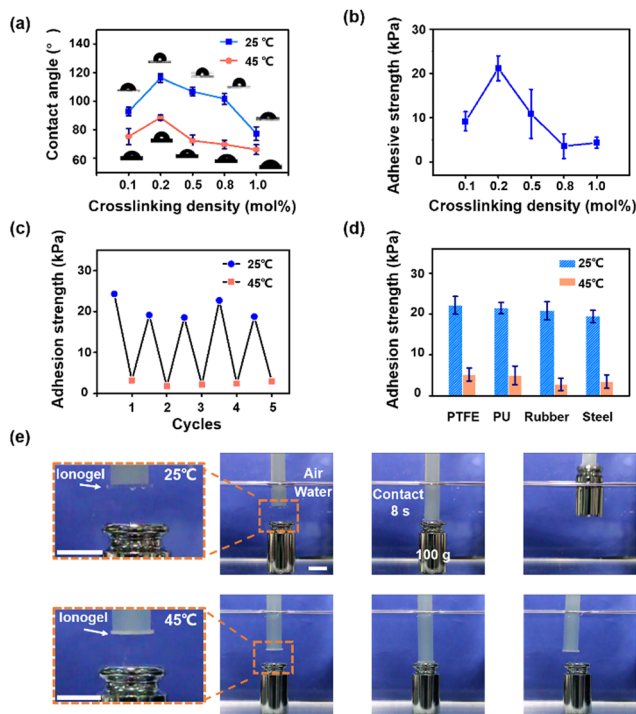 (a)
Contact angle (°)
140
120
100
80
60
25 ℃
45 ℃
0.1 0.2 0.5 0.8 1.0
Crosslinking density (mol%)
(b)
Adhesive strength (kPa)
30
20
10
0
0.1 0.2 0.5 0.8 1.0
Crosslinking density (mol%)
(c)
Adhesion strength (kPa)
30
20
10
0
25℃
45℃
1 2 3 4 5
Cycles
(d)
Adhesion strength (kPa)
30
20
10
0
25℃
45℃
PTFE PU Rubber Steel
(e)
Ionogel
25℃
Air
Water
Contact
8 s
100 g
Ionogel
45℃